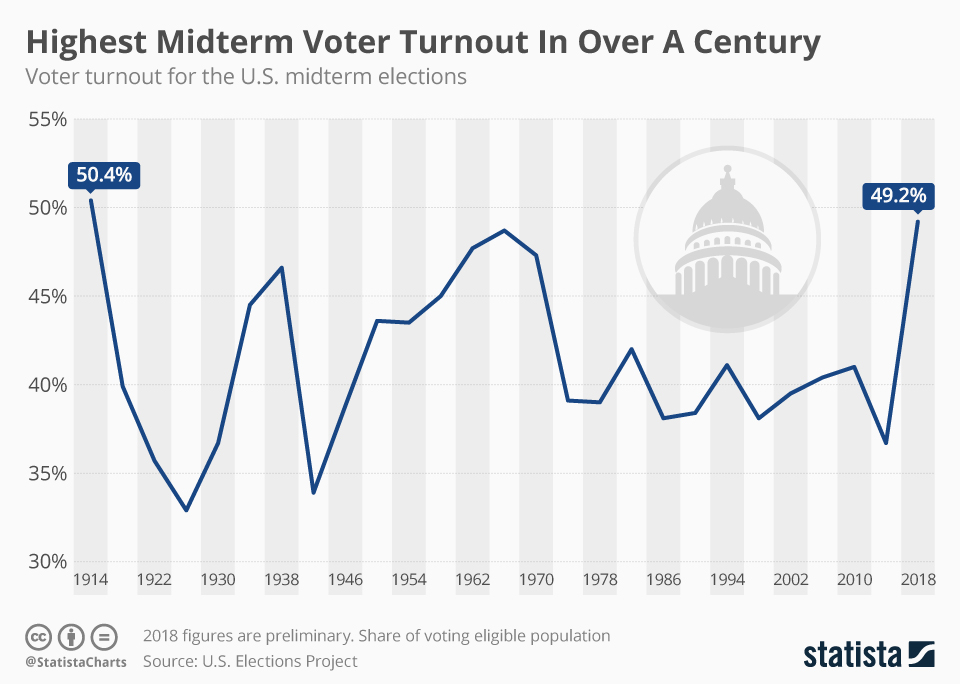 Highest Midterm Voter Turnout In Over A Century
Voter turnout for the U.S. midterm elections
55%
50.4%
50%
49.2%
45%
40%
35%
30%
1914 1922 1930 1938 1946 1954 1962 1970 1978 1986 1994 2002 2010 2018
cc
@StatistaCharts
2018 figures are preliminary. Share of voting eligible population
Source: U.S. Elections Project
statista